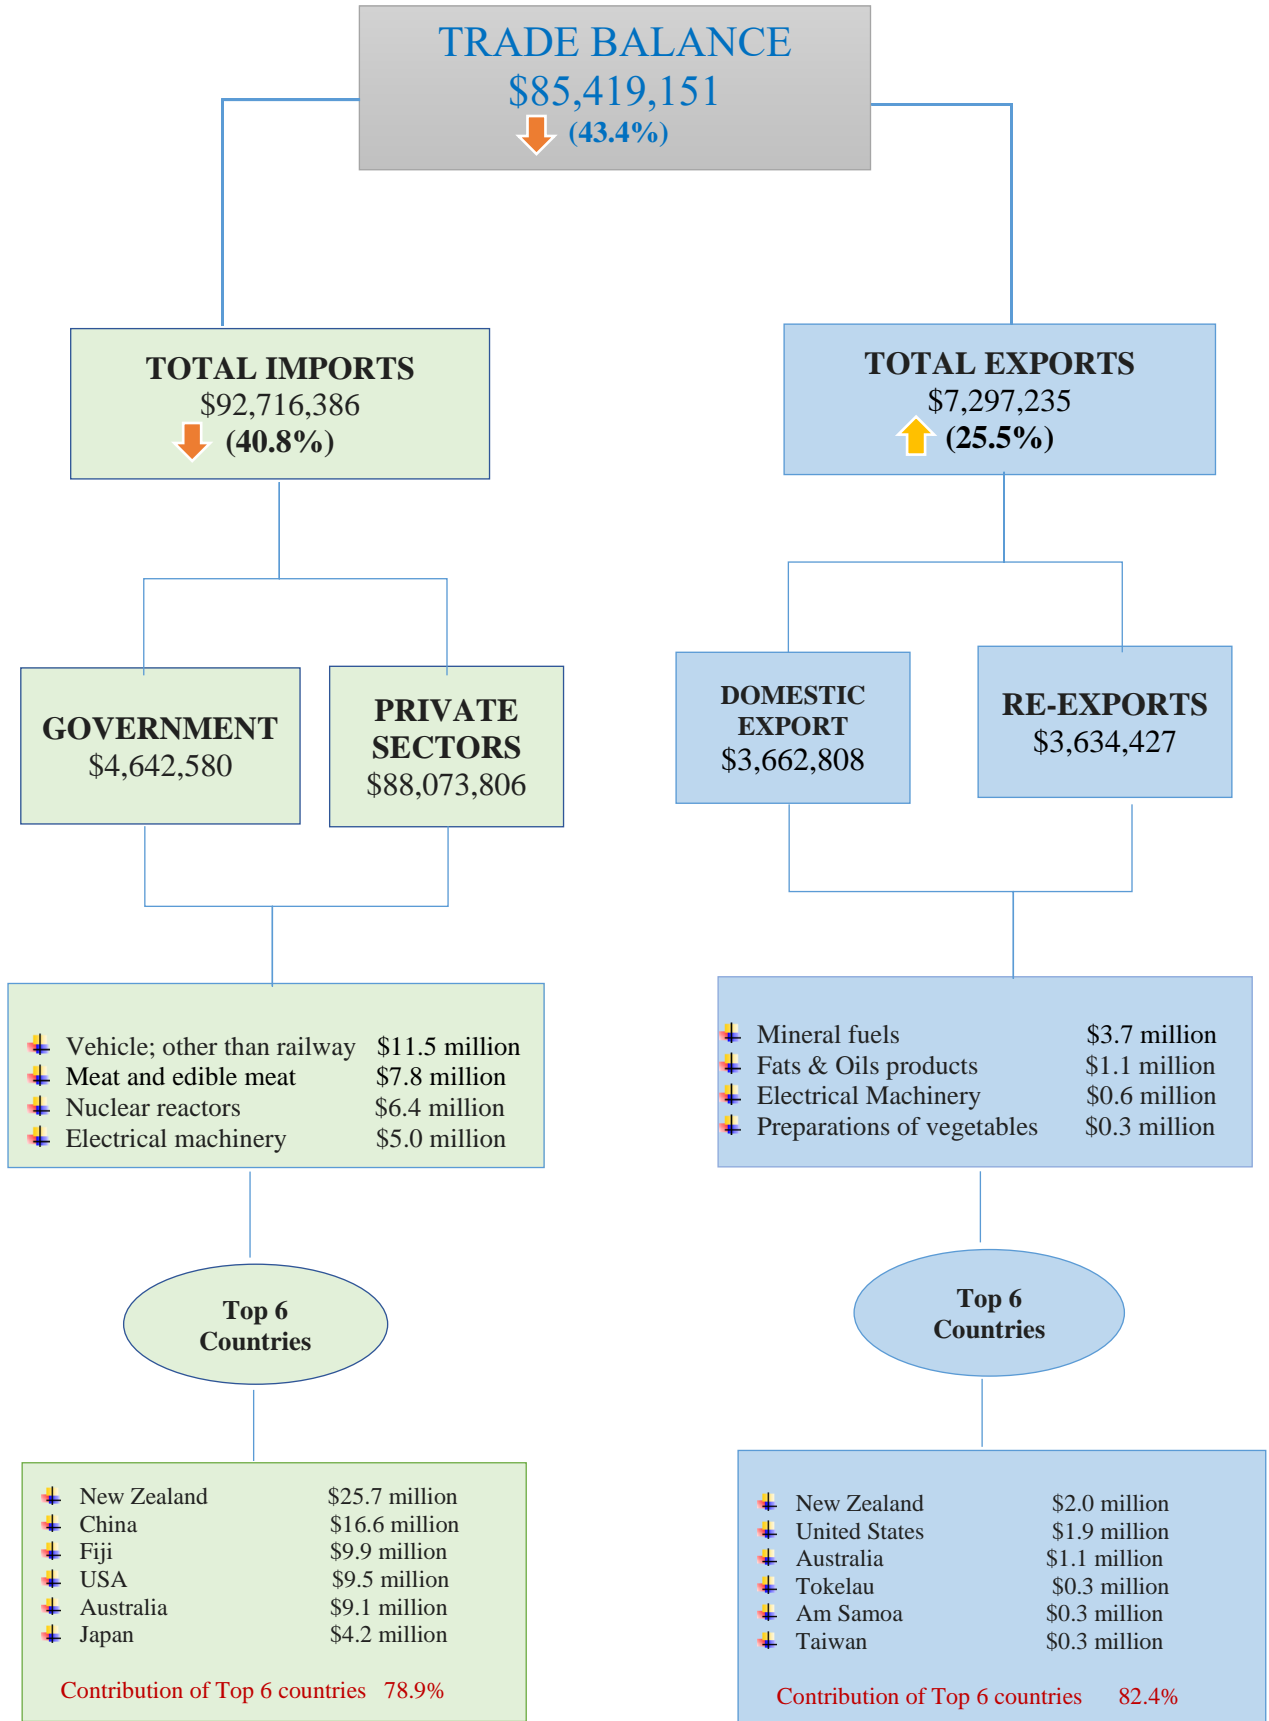 TRADE BALANCE
$85,419,151
(43.4%)
TOTAL IMPORTS
$92,716,386
(40.8%)
TOTAL EXPORTS
$7,297,235
(25.5%)
GOVERNMENT
$4,642,580
PRIVATE
SECTORS
$88,073,806
DOMESTIC
EXPORT
$3,662,808
RE-EXPORTS
$3,634,427
Vehicle; other than railway $11.5 million
Meat and edible meat $7.8 million
Nuclear reactors $6.4 million
Electrical machinery $5.0 million
Mineral fuels $3.7 million
Fats & Oils products $1.1 million
Electrical Machinery $0.6 million
Preparations of vegetables $0.3 million
Top 6
Countries
Top 6
Countries
New Zealand $25.7 million
China $16.6 million
Fiji $9.9 million
USA $9.5 million
Australia $9.1 million
Japan $4.2 million
Contribution of Top 6 countries 78.9%
New Zealand $2.0 million
United States $1.9 million
Australia $1.1 million
Tokelau $0.3 million
Am Samoa $0.3 million
Taiwan $0.3 million
Contribution of Top 6 countries 82.4%